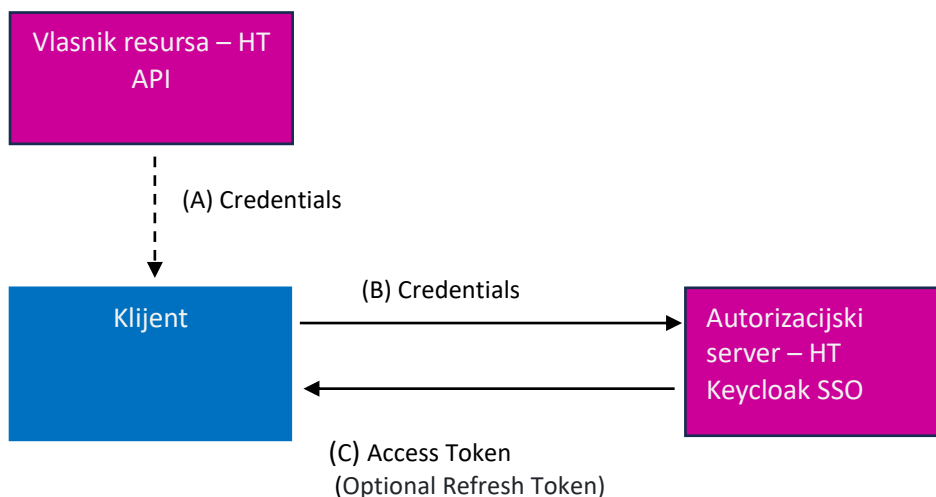 Vlasnik resursa – HT
API
(A) Credentials
(B) Credentials
Klijent
Autorizacijski
server – HT
Keycloak SSO
(C) Access Token
(Optional Refresh Token)